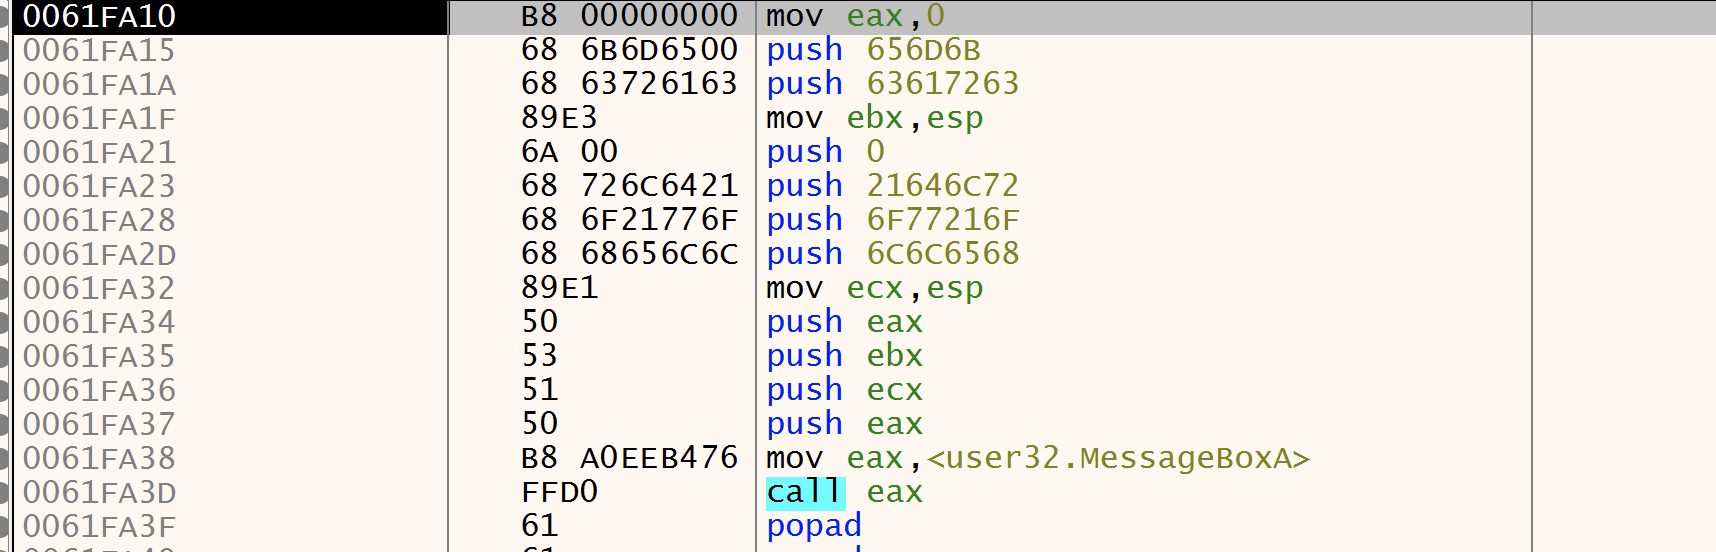 0061FA10 B8 00000000 mov eax,0
0061FA15 68 6B6D6500 push 656D6B
0061FA1A 68 63726163 push 63617263
0061FA1F 89E3 mov ebx,esp
0061FA21 6A 00 push 0
0061FA23 68 726C6421 push 21646C72
0061FA28 68 6F21776F push 6F77216F
0061FA2D 68 68656C6C push 6C6C6568
0061FA32 89E1 mov ecx,esp
0061FA34 50 push eax
0061FA35 53 push ebx
0061FA36 51 push ecx
0061FA37 50 push eax
0061FA38 B8 A0EEB476 mov eax,<user32.MessageBoxA>
0061FA3D FFD0 call eax
0061FA3F 61 popad